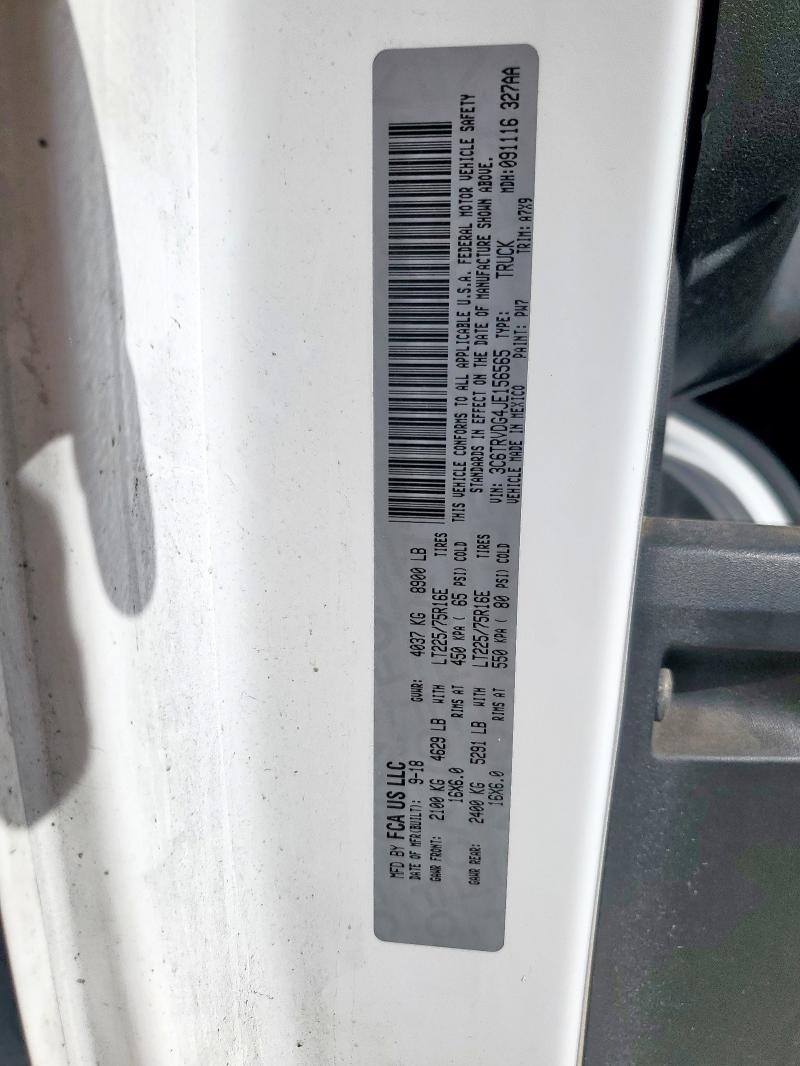 MFD BY FCA US LLC
DATE OF MFR(BUILT): 9-18 GVWR: 4037 KG 8900 LB
GAWR FRONT: 2100 KG 4629 LB WITH LT225/75R16E TIRES
16X6.0 RIMS AT 450 KPA ( 65 PSI) COLD
GAWR REAR: 2400 KG 5291 LB WITH LT225/75R16E TIRES
16X6.0 RIMS AT 550 KPA ( 80 PSI) COLD
THIS VEHICLE CONFORMS TO ALL APPLICABLE U.S.A. FEDERAL MOTOR VEHICLE SAFETY
STANDARDS IN EFFECT ON THE DATE OF MANUFACTURE SHOWN ABOVE.
VIN: 3C6TRVDG4JE156565 TYPE: TRUCK MDH:091116 327AA
VEHICLE MADE IN MEXICO PAINT: PW7 TRIM: A7X9